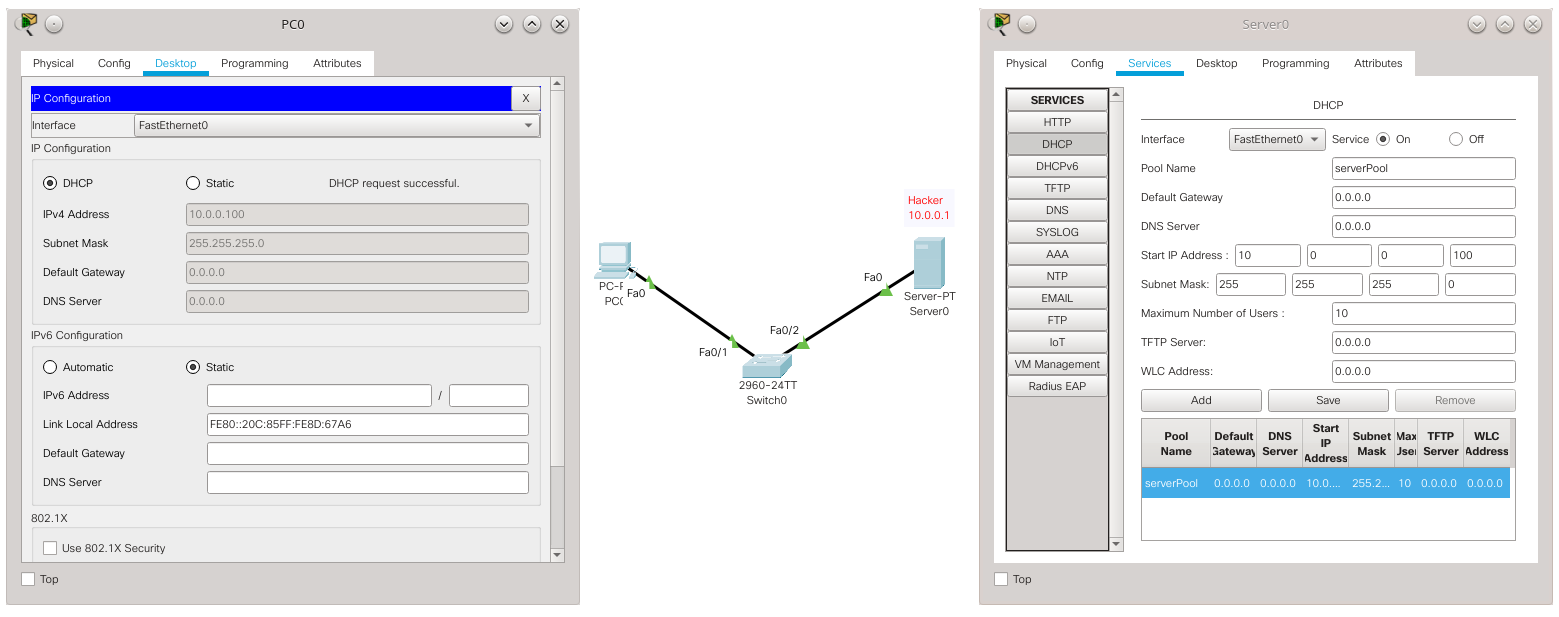 PC0
Physical Config Desktop Programming Attributes
IP Configuration X
Interface FastEthernet0
IP Configuration
DHCP Static DHCP request successful.
IPv4 Address 10.0.0.100
Subnet Mask 255.255.255.0
Default Gateway 0.0.0.0
DNS Server 0.0.0.0
IPv6 Configuration
Automatic Static
IPv6 Address /
Link Local Address FE80::20C:85FF:FE8D:67A6
Default Gateway
DNS Server
802.1X
Use 802.1X Security
Top
Hacker
10.0.0.1
PC-F
PC0
Fa0
Fa0/1
Fa0/2
Fa0
2960-24TT
Switch0
Server-PT
Server0
Server0
Physical Config Services Desktop Programming Attributes
SERVICES
HTTP
DHCP
DHCPv6
TFTP
DNS
SYSLOG
AAA
NTP
EMAIL
FTP
IoT
VM Management
Radius EAP
DHCP
Interface FastEthernet0 Service On Off
Pool Name serverPool
Default Gateway 0.0.0.0
DNS Server 0.0.0.0
Start IP Address : 10 0 0 100
Subnet Mask: 255 255 255 0
Maximum Number of Users : 10
TFTP Server: 0.0.0.0
WLC Address: 0.0.0.0
Add Save Remove
Pool Name Default Gateway DNS Server Start IP Address Subnet Mask Max User TFTP Server WLC Address
serverPool 0.0.0.0 0.0.0.0 10.0.... 255.2... 10 0.0.0.0 0.0.0.0
Top